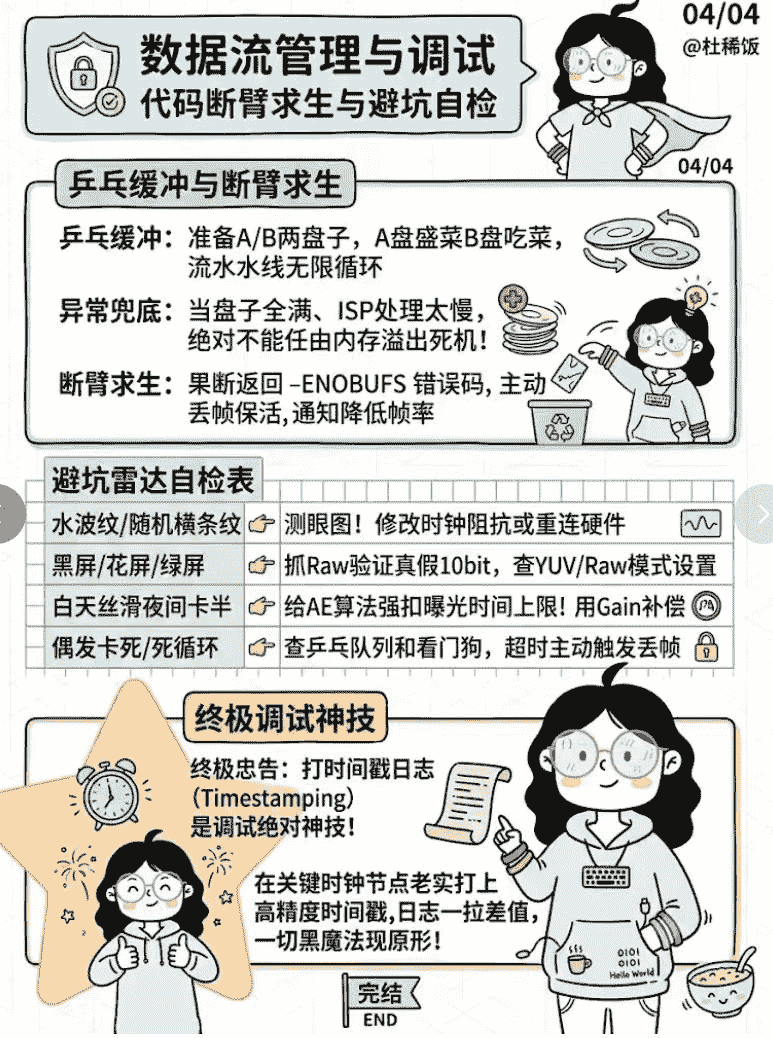 04/04
@杜稀饭
数据流管理与调试
代码断臂求生与避坑自检
04/04
乒乓缓冲与断臂求生
乒乓缓冲：准备A/B两盘子，A盘盛菜B盘吃菜，
流水水线无限循环
异常兜底：当盘子全满、ISP处理太慢，
绝对不能任由内存溢出死机！
断臂求生：果断返回 –ENOBUFS 错误码，主动
丢帧保活，通知降低帧率
避坑雷达自检表
水波纹/随机横条纹 测眼图！修改时钟阻抗或重连硬件
黑屏/花屏/绿屏 抓Raw验证真假10bit，查YUV/Raw模式设置
白天丝滑夜间卡半 给AE算法强扣曝光时间上限！用Gain补偿
偶发卡死/死循环 查乒乓队列和看门狗，超时主动触发丢帧
终极调试神技
终极忠告：打时间戳日志
（Timestamping）
是调试绝对神技！
在关键时钟节点老实打上
高精度时间戳，日志一拉差值，
一切黑魔法现原形！
0101
0101
Hello World
完结
END